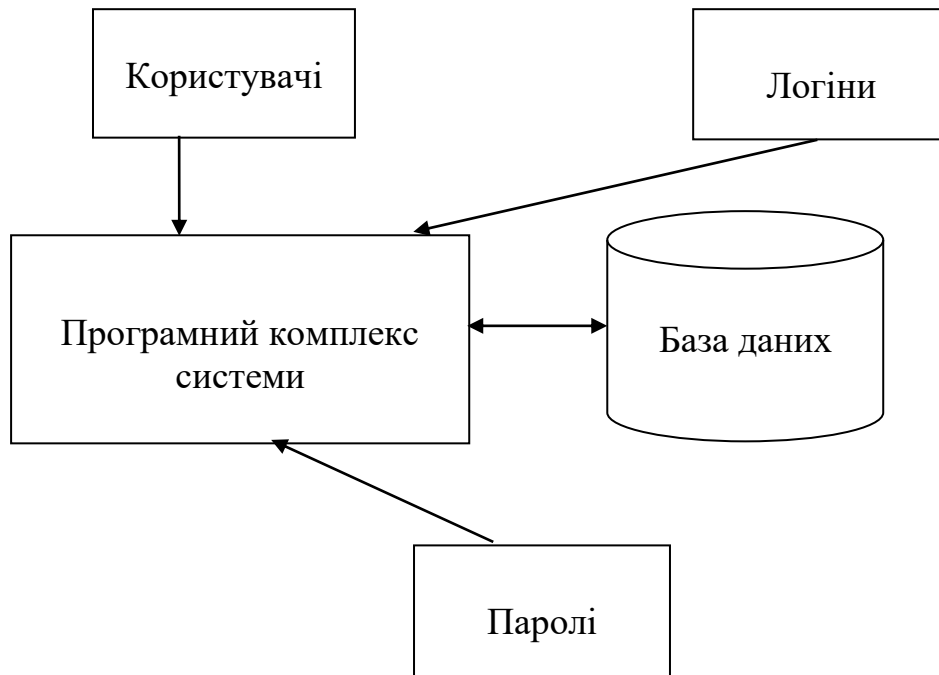 Користувачі
Логіни
Програмний комплекс
системи
База даних
Паролі